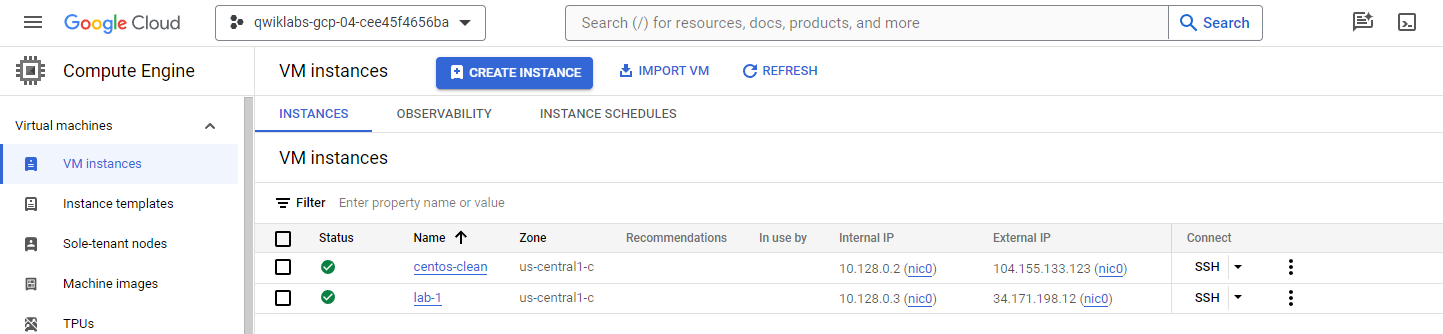 Google Cloud qwiklabs-gcp-04-cee45f4656ba Search (/) for resources, docs, products, and more Search
Compute Engine
VM instances CREATE INSTANCE IMPORT VM REFRESH
Virtual machines
VM instances
Instance templates
Sole-tenant nodes
Machine images
TPUs
INSTANCES OBSERVABILITY INSTANCE SCHEDULES
VM instances
Filter Enter property name or value
Status Name Zone Recommendations In use by Internal IP External IP Connect
centos-clean us-central1-c 10.128.0.2 (nic0) 104.155.133.123 (nic0) SSH
lab-1 us-central1-c 10.128.0.3 (nic0) 34.171.198.12 (nic0) SSH